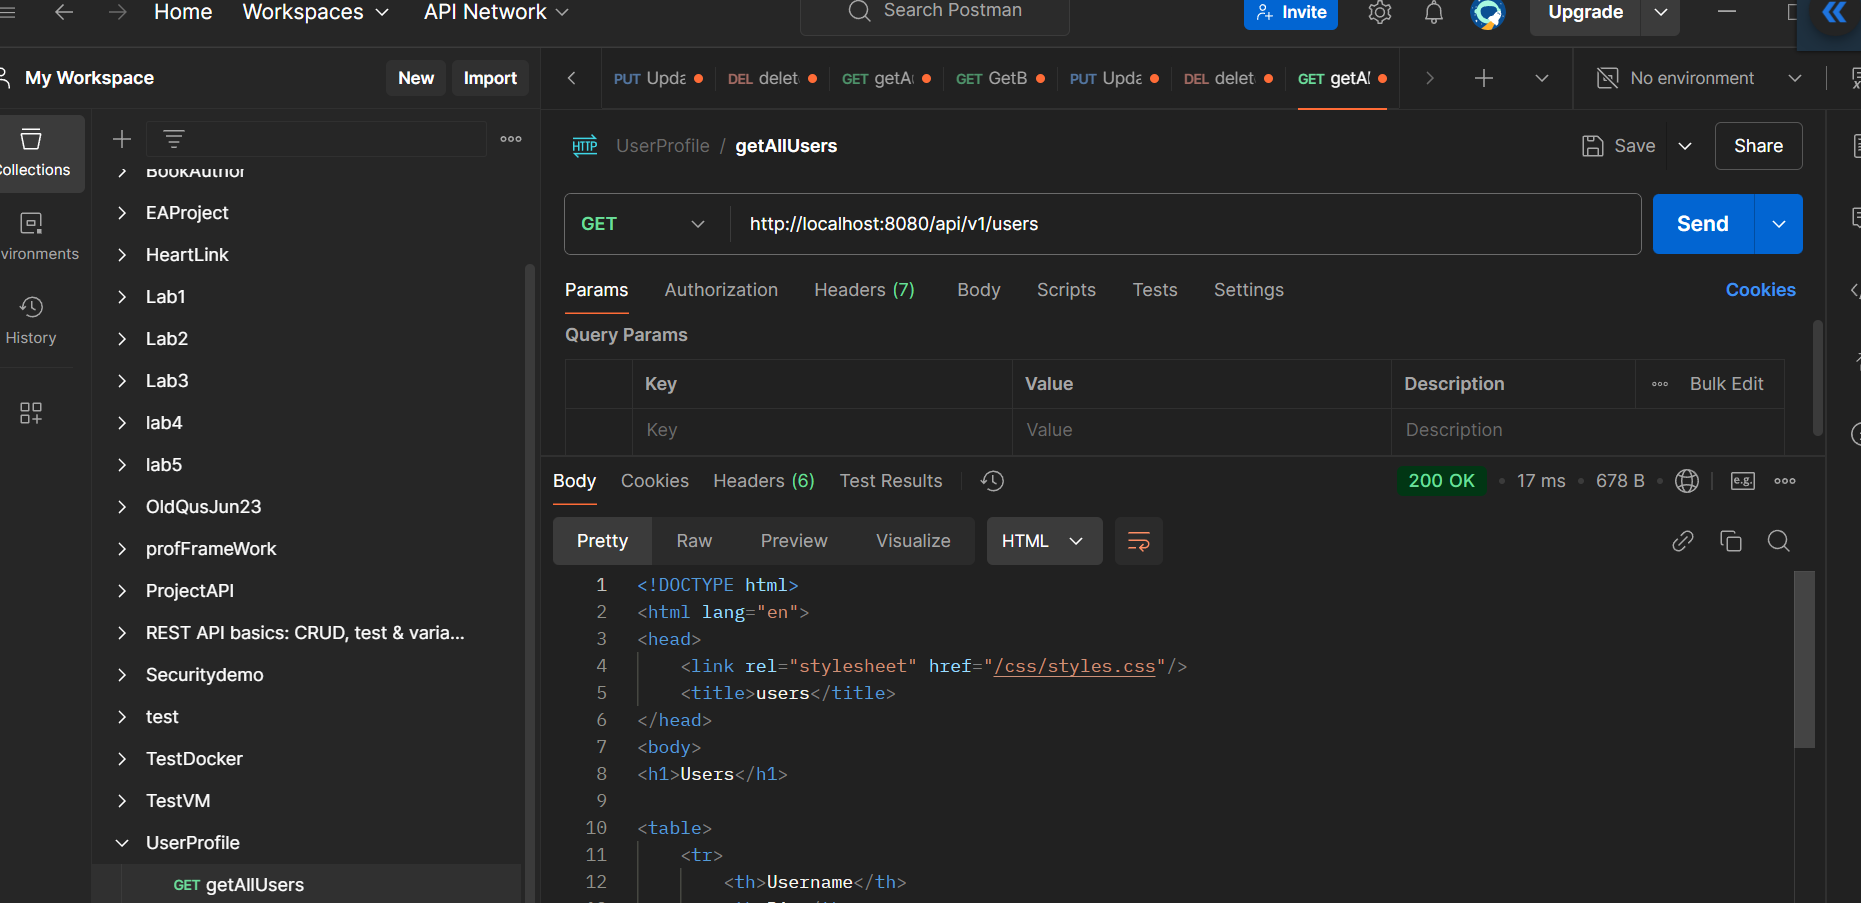 Home Workspaces API Network Search Postman Invite Upgrade
My Workspace New Import
PUT Upda DEL delet GET getA GET GetB PUT Upda DEL delet GET getAl No environment
Collections
vironments
History
BookAuthor
EAProject
HeartLink
Lab1
Lab2
Lab3
lab4
lab5
OldQusJun23
profFrameWork
ProjectAPI
REST API basics: CRUD, test & varia...
Securitydemo
test
TestDocker
TestVM
UserProfile
GET getAllUsers
HTTP UserProfile / getAllUsers Save Share
GET http://localhost:8080/api/v1/users Send
Params Authorization Headers (7) Body Scripts Tests Settings Cookies
Query Params
Key Value Description Bulk Edit
Key Value Description
Body Cookies Headers (6) Test Results 200 OK • 17 ms • 678 B • e.g.
Pretty Raw Preview Visualize HTML
1 <!DOCTYPE html>
2 <html lang="en">
3 <head>
4 <link rel="stylesheet" href="/css/styles.css"/>
5 <title>users</title>
6 </head>
7 <body>
8 <h1>Users</h1>
9
10 <table>
11 <tr>
12 <th>Username</th>